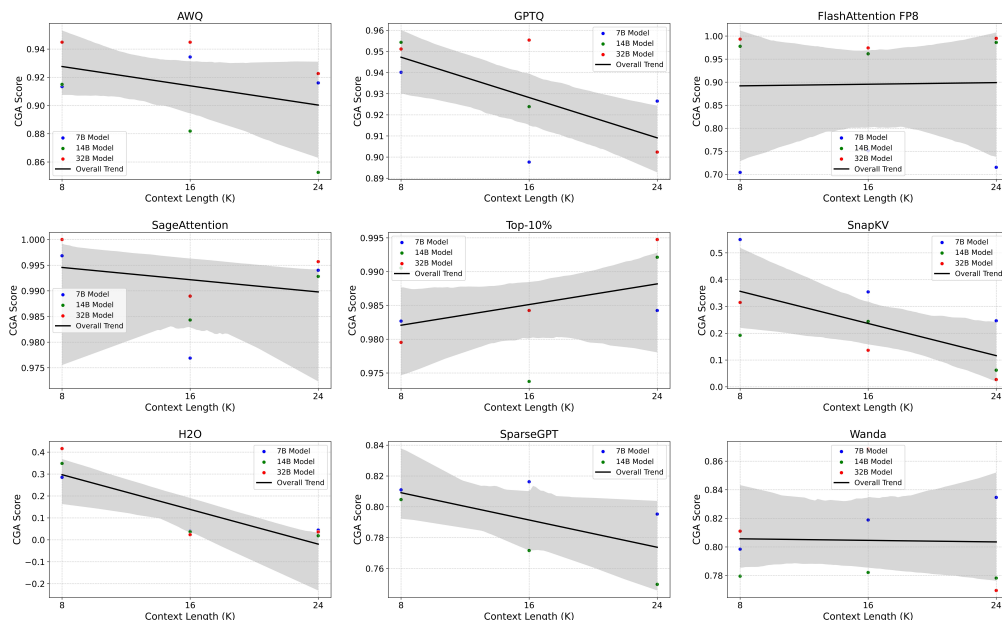 AWQ
CGA Score
0.94
0.92
0.90
0.88
0.86
7B Model
14B Model
32B Model
Overall Trend
8
16
24
Context Length (K)
GPTQ
CGA Score
0.96
0.95
0.94
0.93
0.92
0.91
0.90
0.89
7B Model
14B Model
32B Model
Overall Trend
8
16
24
Context Length (K)
FlashAttention FP8
CGA Score
1.00
0.95
0.90
0.85
0.80
0.75
0.70
7B Model
14B Model
32B Model
Overall Trend
8
16
24
Context Length (K)
SageAttention
CGA Score
1.000
0.995
0.990
0.985
0.980
0.975
7B Model
14B Model
32B Model
Overall Trend
8
16
24
Context Length (K)
Top-10%
CGA Score
0.995
0.990
0.985
0.980
0.975
7B Model
14B Model
32B Model
Overall Trend
8
16
24
Context Length (K)
SnapKV
CGA Score
0.5
0.4
0.3
0.2
0.1
0.0
7B Model
14B Model
32B Model
Overall Trend
8
16
24
Context Length (K)
H2O
CGA Score
0.4
0.3
0.2
0.1
0.0
−0.1
−0.2
7B Model
14B Model
32B Model
Overall Trend
8
16
24
Context Length (K)
SparseGPT
CGA Score
0.84
0.82
0.80
0.78
0.76
7B Model
14B Model
Overall Trend
8
16
24
Context Length (K)
Wanda
CGA Score
0.86
0.84
0.82
0.80
0.78
7B Model
14B Model
32B Model
Overall Trend
8
16
24
Context Length (K)